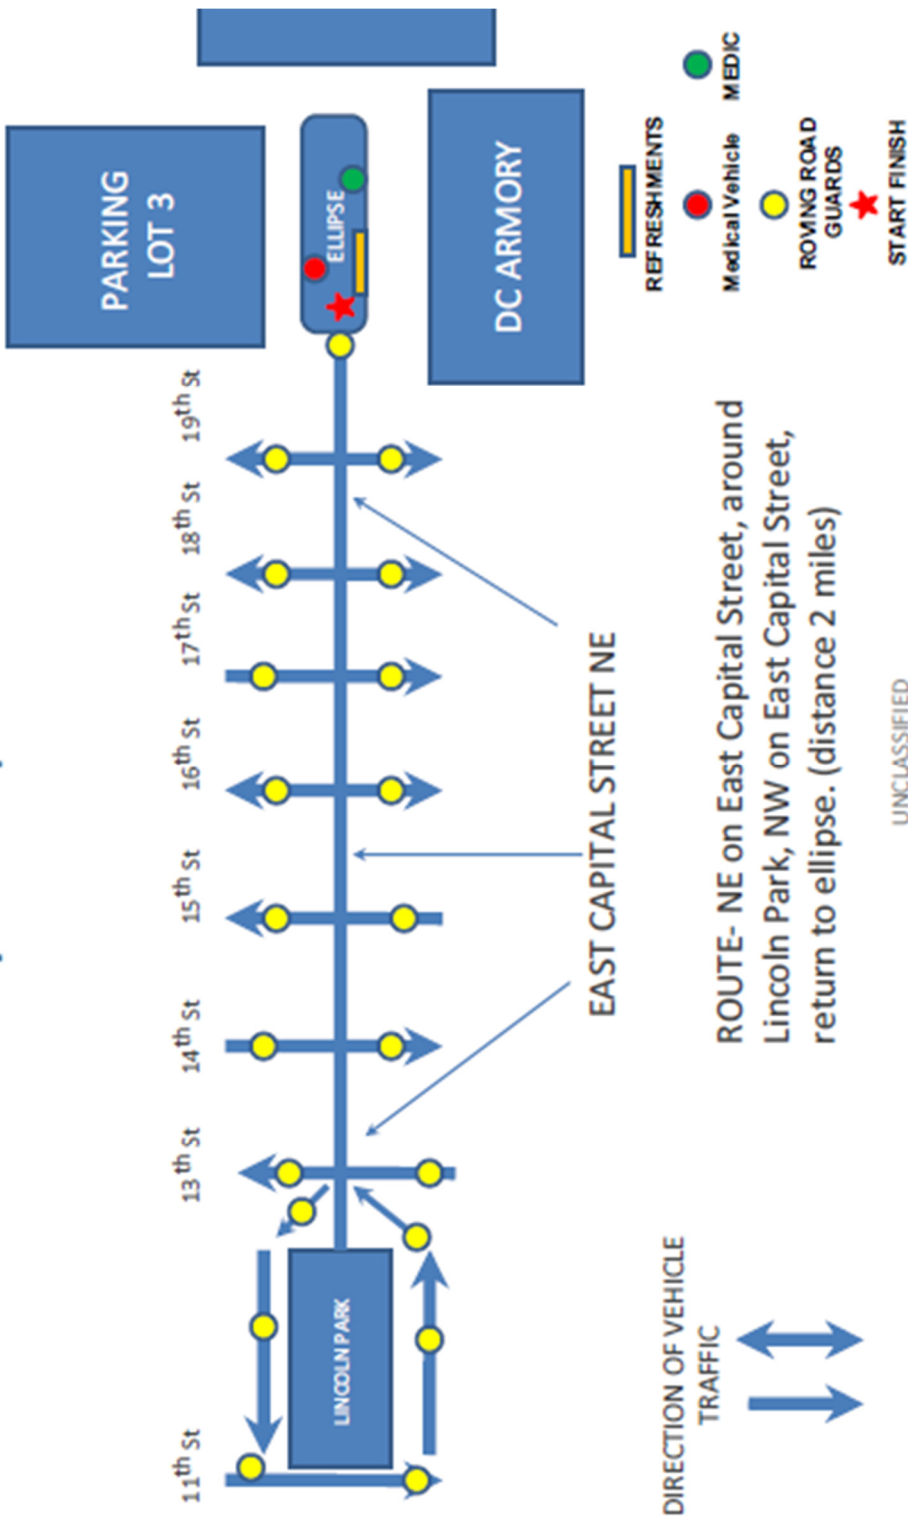 11th St
13th St
14th St
15th St
16th St
17th St
18th St
19th St
PARKING
LOT 3
LINCOLN PARK
ELLIPSE
DC ARMORY
EAST CAPITAL STREET NE
REFRESHMENTS
Medical Vehicle
MEDIC
ROVING ROAD
GUARDS
START FINISH
DIRECTION OF VEHICLE
TRAFFIC
ROUTE- NE on East Capital Street, around
Lincoln Park, NW on East Capital Street,
return to ellipse. (distance 2 miles)
UNCLASSIFIED